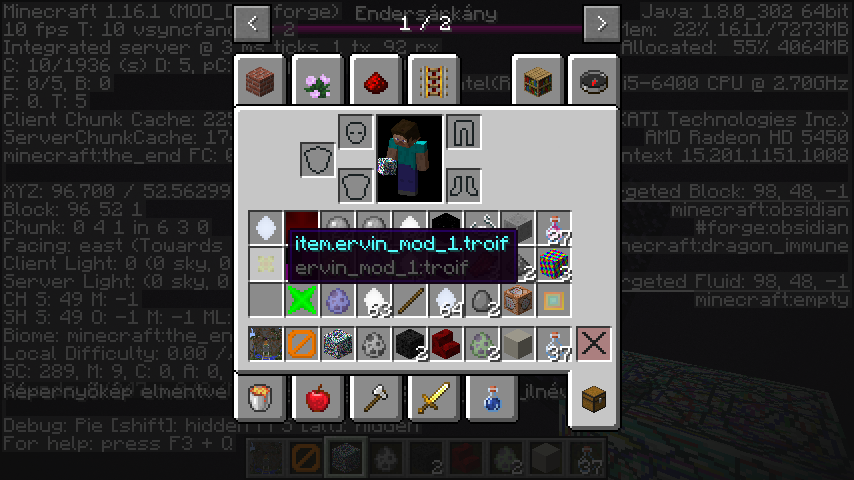 Minecraft 1.16.1 (MOD_D
forge)
Endersárkány
Java: 1.8.0_302 64bit
1 / 2
10 fps T: 10 vsyncfan
2
Mem: 22% 1611/7273MB
Integrated server @
ms ticks, 1 tx, 92 rx
Allocated: 55% 4064MB
C: 10/1936 (s) D: 5, pC:
E: 0/5, B: 0
ntel(R
i5-6400 CPU @ 2.70GHz
P: 0. T: 5
Client Chunk Cache: 225
(ATI Technologies Inc.)
ServerChunkCache: 17
AMD Radeon HD 5450
minecraft:the_end FC: 0
ntext 15.201.1151.1008
XYZ: 96.700 / 52.56299
rgeted Block: 98, 48, -1
Block: 96 52 1
minecraft:obsidian
Chunk: 0 4 1 in 6 3 0
#forge:obsidian
Facing: east (Towards
minecraft:dragon_immune
Client Light: 0 (0 sky,
Server Light: (0 sky,
rgeted Fluid: 98, 48, -1
CH S: 49 M: -1
minecraft:empty
SH S: 49 O: -1 M: -1 ML:
Biome: minecraft:the_en
Local Difficulty: 0.00 /
SC: 289, M: 9, C: 0, A: 0,
Képernyőkép elmentve
Debug: Pie [shift]: hidden
For help: press F3 + Q
item.ervin_mod_1.troif
ervin_mod_1:troif
37
2
3
63
64
2
2
2
37
2
2
37